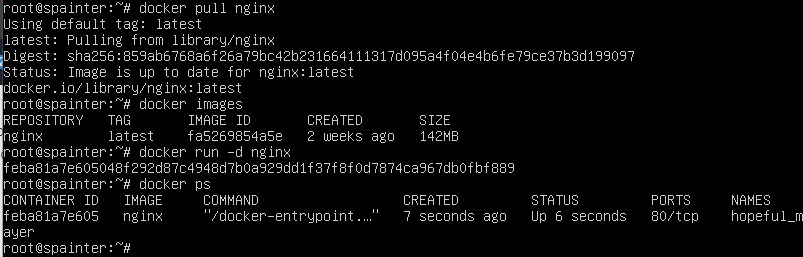 root@spainter:~# docker pull nginx
Using default tag: latest
latest: Pulling from library/nginx
Digest: sha256:859ab6768a6f26a79bc42b231664111317d095a4f04e4b6fe79ce37b3d199097
Status: Image is up to date for nginx:latest
docker.io/library/nginx:latest
root@spainter:~# docker images
REPOSITORY   TAG       IMAGE ID       CREATED       SIZE
nginx        latest    fa5269854a5e   2 weeks ago   142MB
root@spainter:~# docker run -d nginx
feba81a7e605048f292d87c4948d7b0a929dd1f37f8f0d7874ca967db0fbf889
root@spainter:~# docker ps
CONTAINER ID   IMAGE     COMMAND                  CREATED         STATUS         PORTS     NAMES
feba81a7e605   nginx     "/docker-entrypoint.…"   7 seconds ago   Up 6 seconds   80/tcp    hopeful_m
ayer
root@spainter:~#